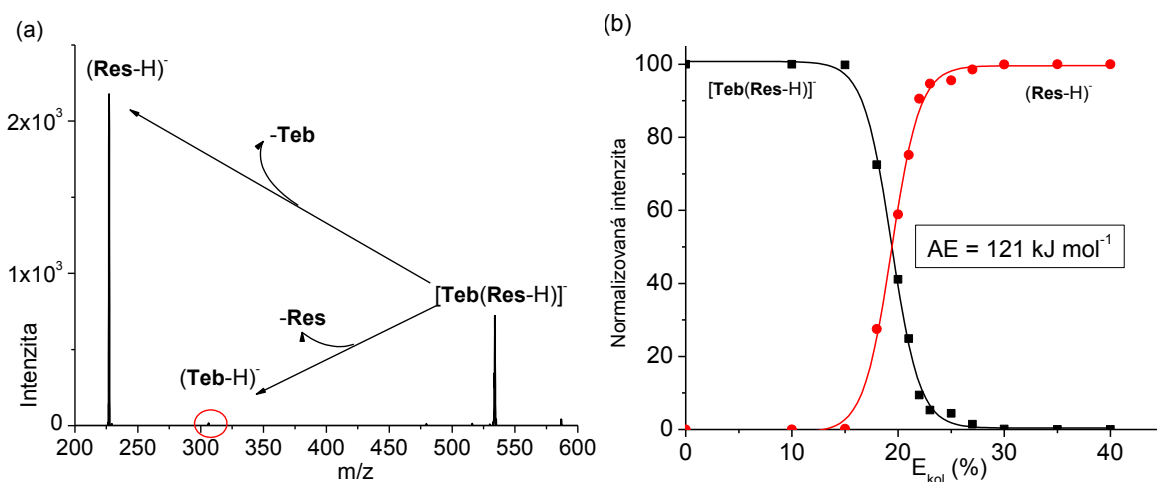 (a)
(Res-H)⁻
-Teb
[Teb(Res-H)]⁻
-Res
(Teb-H)⁻
2x10³
1x10³
0
Intenzita
200 250 300 350 400 450 500 550 600
m/z
(b)
[Teb(Res-H)]⁻
(Res-H)⁻
AE = 121 kJ mol⁻¹
100
80
60
40
20
0
Normalizovaná intenzita
0 10 20 30 40
E_kol (%)